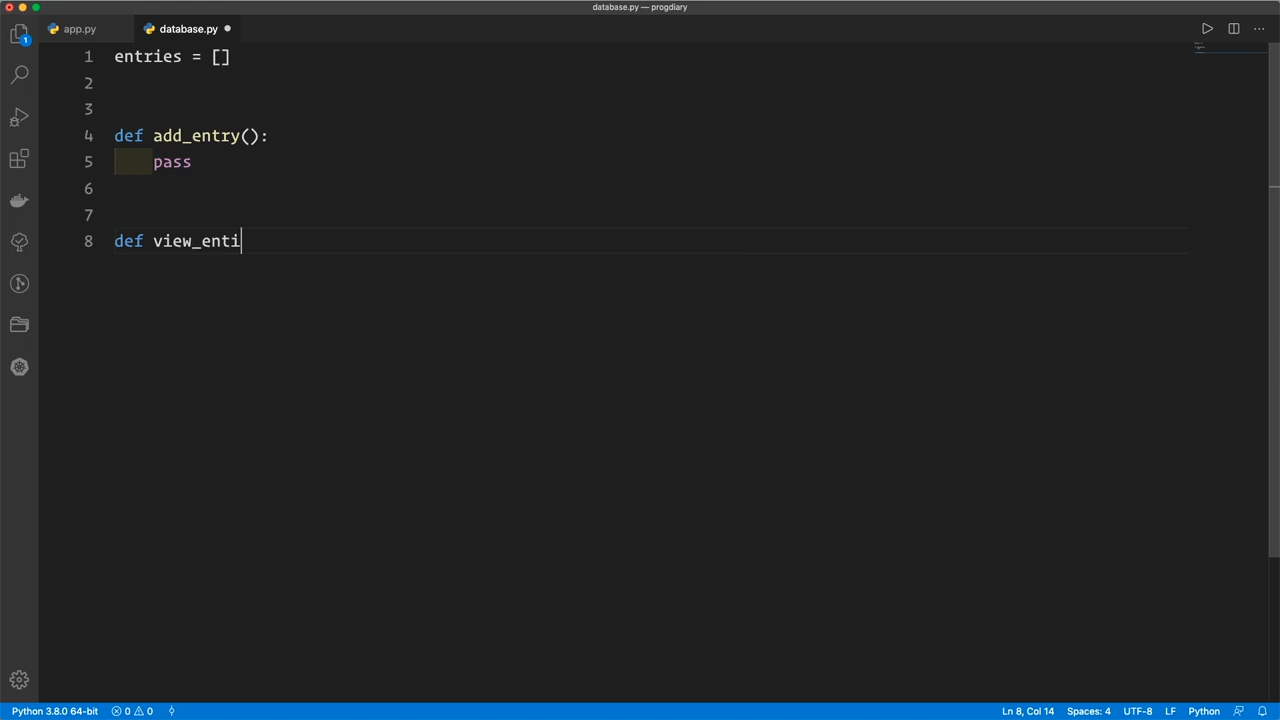 database.py — progdiary
app.py
database.py
1 entries = []
2
3
4 def add_entry():
5     pass
6
7
8 def view_enti
1
Python 3.8.0 64-bit 0 0 Ln 8, Col 14 Spaces: 4 UTF-8 LF Python